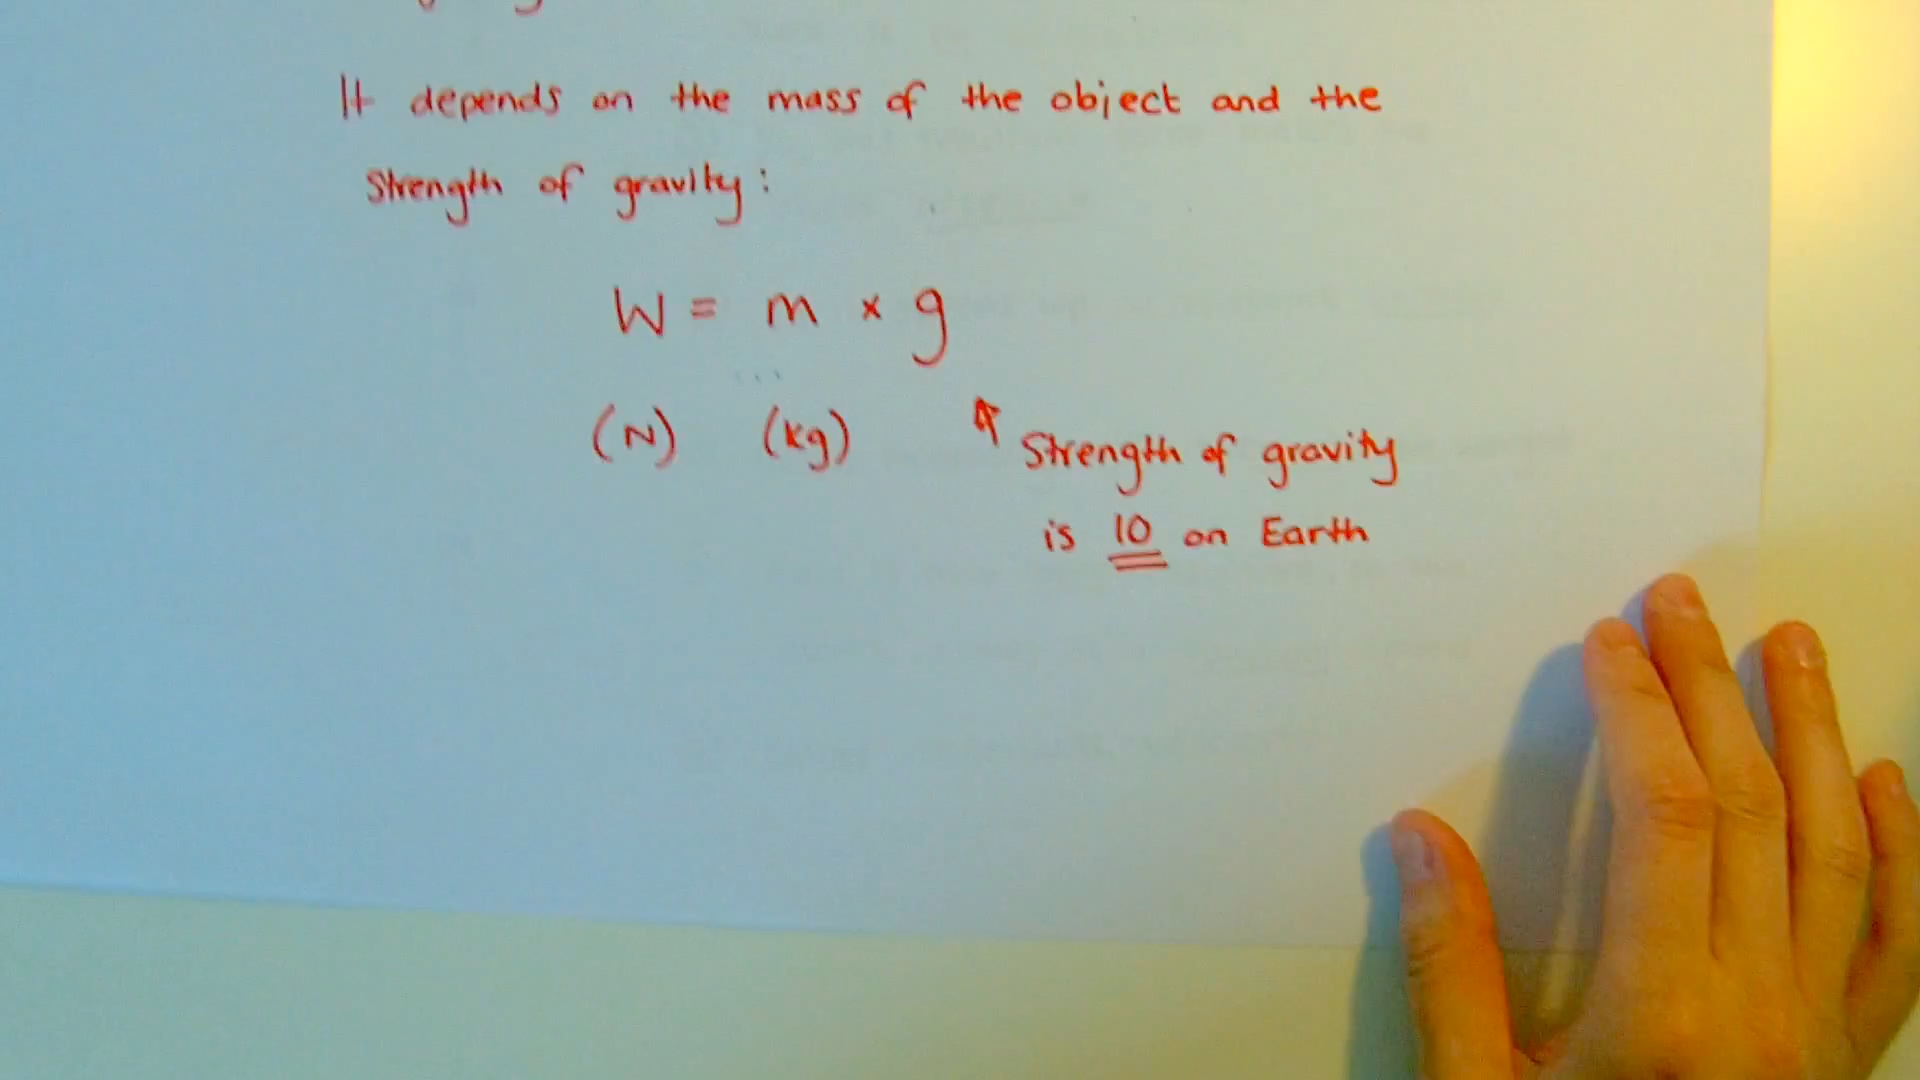 It depends on the mass of the object and the
strength of gravity:
W = m × g
(N) (kg)
Strength of gravity
is 10 on Earth